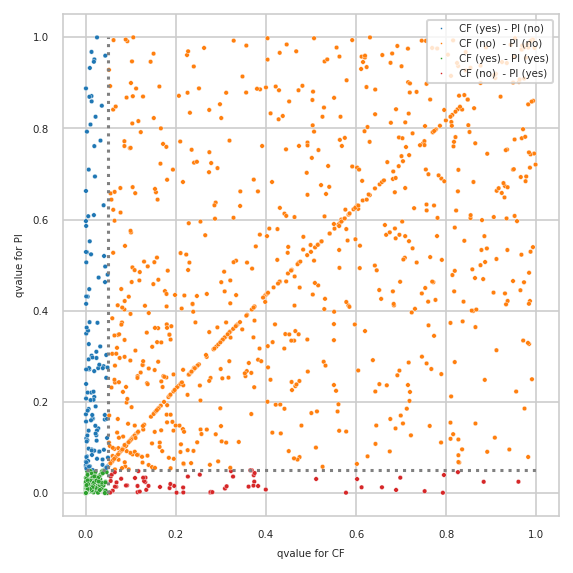 CF (yes) - PI (no)
CF (no) - PI (no)
CF (yes) - PI (yes)
CF (no) - PI (yes)
1.0
0.8
0.6
0.4
0.2
0.0
qvalue for PI
0.0 0.2 0.4 0.6 0.8 1.0
qvalue for CF